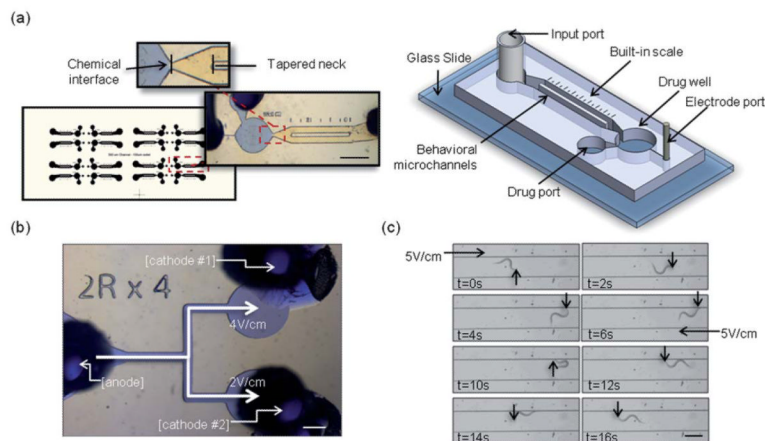 (a)
Chemical
interface
Tapered neck
Input port
Glass Slide
Built-in scale
Drug well
Electrode port
Behavioral
microchannels
Drug port
(b)
[cathode #1]
2R x 4
4V/cm
[anode]
2V/cm
[cathode #2]
(c)
5V/cm
t=0s
t=2s
t=4s
t=6s
5V/cm
t=10s
t=12s
t=14s
t=16s